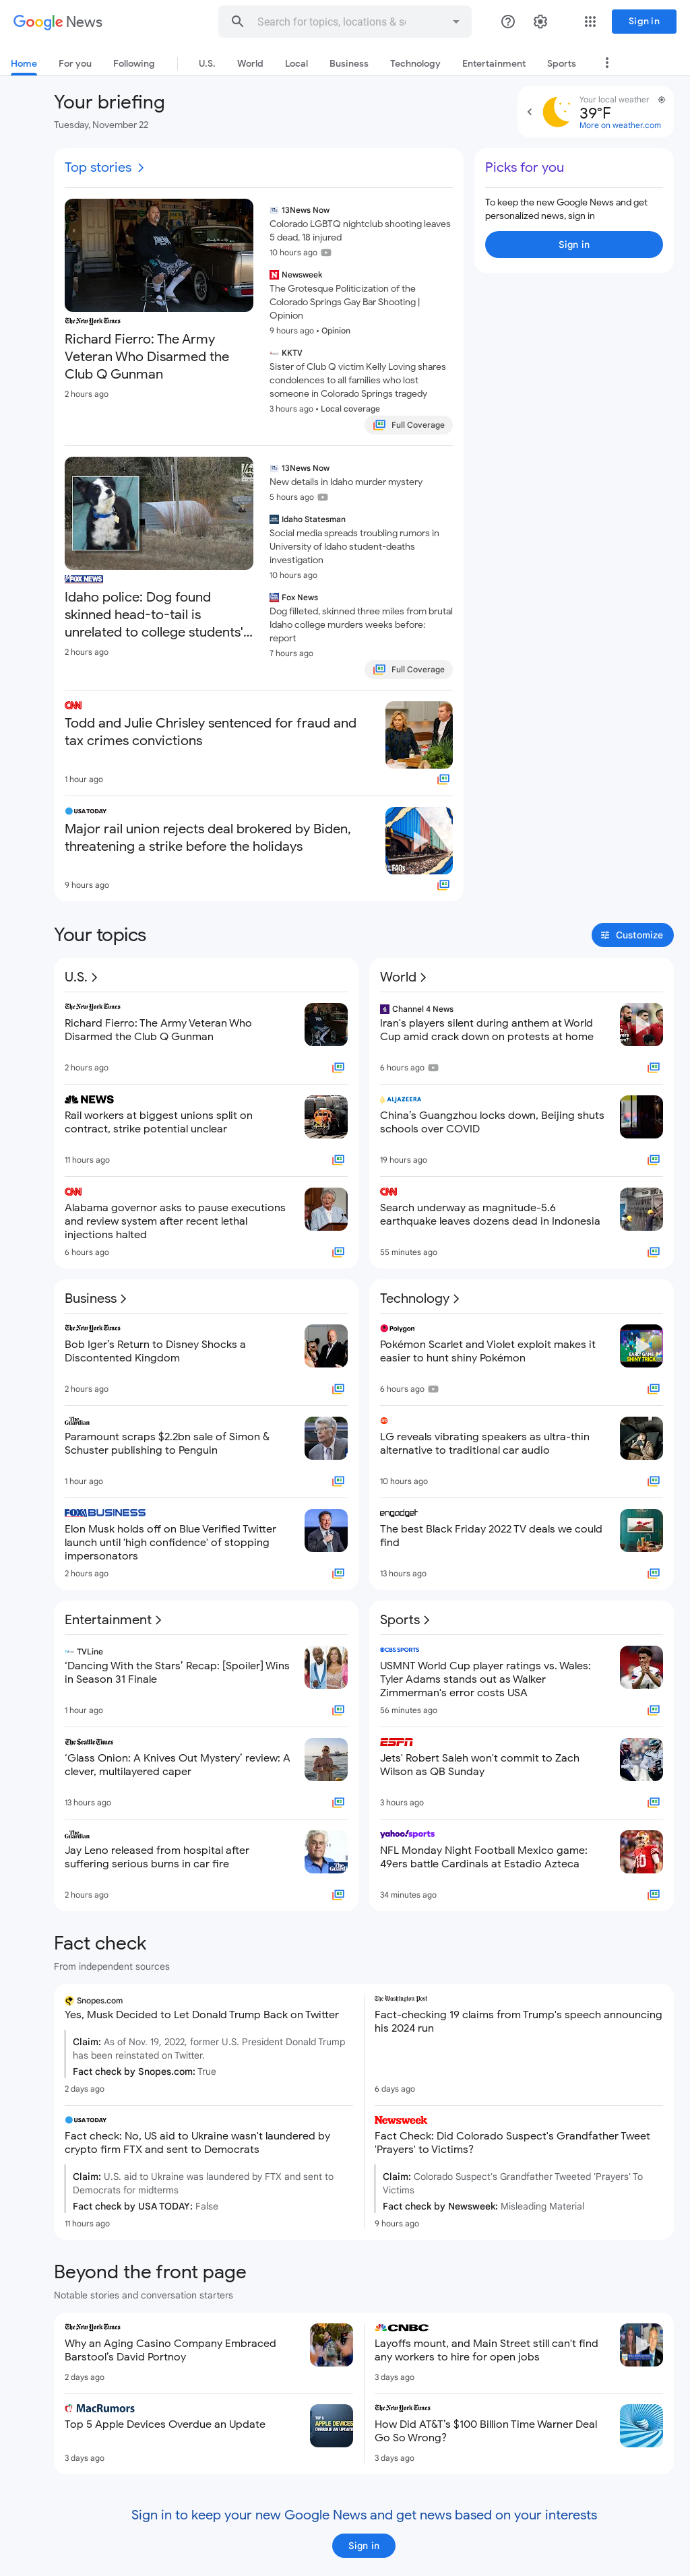 Google News
Search for topics, locations & so
Sign in
Home
For you
Following
U.S.
World
Local
Business
Technology
Entertainment
Sports
Your briefing
Tuesday, November 22
Your local weather
39°F
More on weather.com
Top stories
The New York Times
Richard Fierro: The Army
Veteran Who Disarmed the
Club Q Gunman
2 hours ago
13News Now
Colorado LGBTQ nightclub shooting leaves
5 dead, 18 injured
10 hours ago
Newsweek
The Grotesque Politicization of the
Colorado Springs Gay Bar Shooting |
Opinion
9 hours ago • Opinion
KKTV
Sister of Club Q victim Kelly Loving shares
condolences to all families who lost
someone in Colorado Springs tragedy
3 hours ago • Local coverage
Full Coverage
Picks for you
To keep the new Google News and get
personalized news, sign in
Sign in
FOX NEWS
Idaho police: Dog found
skinned head-to-tail is
unrelated to college students'...
2 hours ago
13News Now
New details in Idaho murder mystery
5 hours ago
Idaho Statesman
Social media spreads troubling rumors in
University of Idaho student-deaths
investigation
10 hours ago
Fox News
Dog filleted, skinned three miles from brutal
Idaho college murders weeks before:
report
7 hours ago
Full Coverage
CNN
Todd and Julie Chrisley sentenced for fraud and
tax crimes convictions
1 hour ago
USA TODAY
Major rail union rejects deal brokered by Biden,
threatening a strike before the holidays
9 hours ago
FAQs
Your topics
Customize
U.S.
The New York Times
Richard Fierro: The Army Veteran Who
Disarmed the Club Q Gunman
2 hours ago
NEWS
Rail workers at biggest unions split on
contract, strike potential unclear
11 hours ago
CNN
Alabama governor asks to pause executions
and review system after recent lethal
injections halted
6 hours ago
World
Channel 4 News
Iran's players silent during anthem at World
Cup amid crack down on protests at home
6 hours ago
ALJAZEERA
China's Guangzhou locks down, Beijing shuts
schools over COVID
19 hours ago
CNN
Search underway as magnitude-5.6
earthquake leaves dozens dead in Indonesia
55 minutes ago
Business
The New York Times
Bob Iger's Return to Disney Shocks a
Discontented Kingdom
2 hours ago
The Guardian
Paramount scraps $2.2bn sale of Simon &
Schuster publishing to Penguin
1 hour ago
FOX BUSINESS
Elon Musk holds off on Blue Verified Twitter
launch until 'high confidence' of stopping
impersonators
2 hours ago
Technology
Polygon
Pokémon Scarlet and Violet exploit makes it
easier to hunt shiny Pokémon
6 hours ago
SHINY TRICK
LG reveals vibrating speakers as ultra-thin
alternative to traditional car audio
10 hours ago
engadget
The best Black Friday 2022 TV deals we could
find
13 hours ago
Entertainment
TVLine
'Dancing With the Stars' Recap: [Spoiler] Wins
in Season 31 Finale
1 hour ago
The Seattle Times
'Glass Onion: A Knives Out Mystery' review: A
clever, multilayered caper
13 hours ago
The Guardian
Jay Leno released from hospital after
suffering serious burns in car fire
2 hours ago
Sports
CBS SPORTS
USMNT World Cup player ratings vs. Wales:
Tyler Adams stands out as Walker
Zimmerman's error costs USA
56 minutes ago
ESPN
Jets' Robert Saleh won't commit to Zach
Wilson as QB Sunday
3 hours ago
yahoo!sports
NFL Monday Night Football Mexico game:
49ers battle Cardinals at Estadio Azteca
34 minutes ago
Fact check
From independent sources
Snopes.com
Yes, Musk Decided to Let Donald Trump Back on Twitter
Claim: As of Nov. 19, 2022, former U.S. President Donald Trump
has been reinstated on Twitter.
Fact check by Snopes.com: True
2 days ago
The Washington Post
Fact-checking 19 claims from Trump's speech announcing
his 2024 run
6 days ago
USA TODAY
Fact check: No, US aid to Ukraine wasn't laundered by
crypto firm FTX and sent to Democrats
Claim: U.S. aid to Ukraine was laundered by FTX and sent to
Democrats for midterms
Fact check by USA TODAY: False
11 hours ago
Newsweek
Fact Check: Did Colorado Suspect's Grandfather Tweet
'Prayers' to Victims?
Claim: Colorado Suspect's Grandfather Tweeted 'Prayers' To
Victims
Fact check by Newsweek: Misleading Material
9 hours ago
Beyond the front page
Notable stories and conversation starters
The New York Times
Why an Aging Casino Company Embraced
Barstool's David Portnoy
2 days ago
CNBC
Layoffs mount, and Main Street still can't find
any workers to hire for open jobs
3 days ago
MacRumors
Top 5 Apple Devices Overdue an Update
3 days ago
TOP 5
APPLE DEVICES
OVERDUE AN UPDATE
The New York Times
How Did AT&T's $100 Billion Time Warner Deal
Go So Wrong?
3 days ago
Sign in to keep your new Google News and get news based on your interests
Sign in